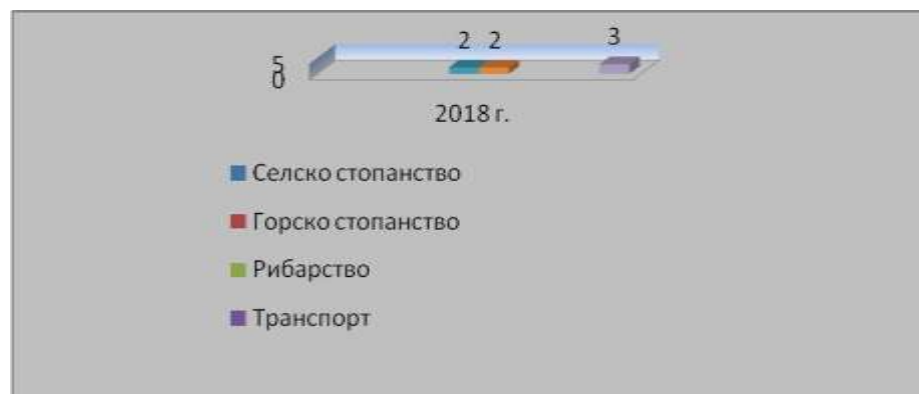 2 2 3
5
0
2018 г.
Селско стопанство
Горско стопанство
Рибарство
Транспорт